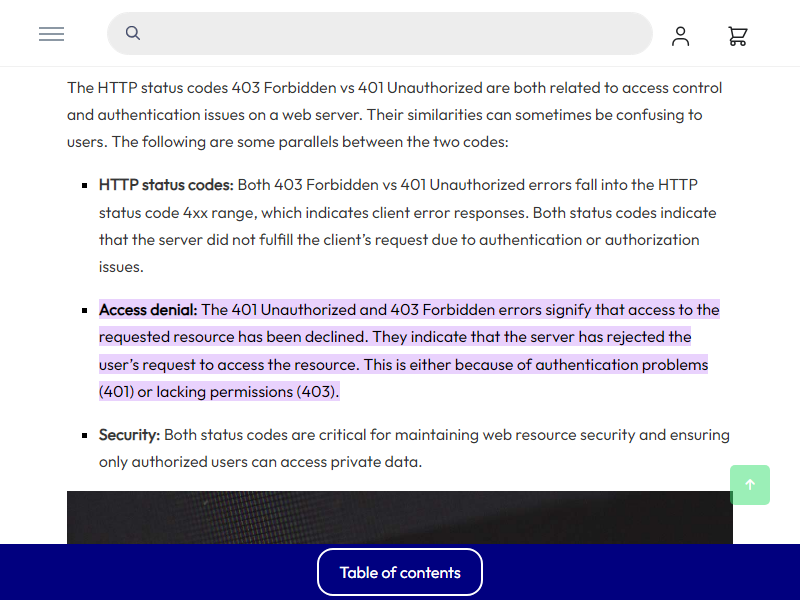 The HTTP status codes 403 Forbidden vs 401 Unauthorized are both related to access control
and authentication issues on a web server. Their similarities can sometimes be confusing to
users. The following are some parallels between the two codes:
HTTP status codes: Both 403 Forbidden vs 401 Unauthorized errors fall into the HTTP
status code 4xx range, which indicates client error responses. Both status codes indicate
that the server did not fulfill the client’s request due to authentication or authorization
issues.
Access denial: The 401 Unauthorized and 403 Forbidden errors signify that access to the
requested resource has been declined. They indicate that the server has rejected the
user’s request to access the resource. This is either because of authentication problems
(401) or lacking permissions (403).
Security: Both status codes are critical for maintaining web resource security and ensuring
only authorized users can access private data.
Table of contents